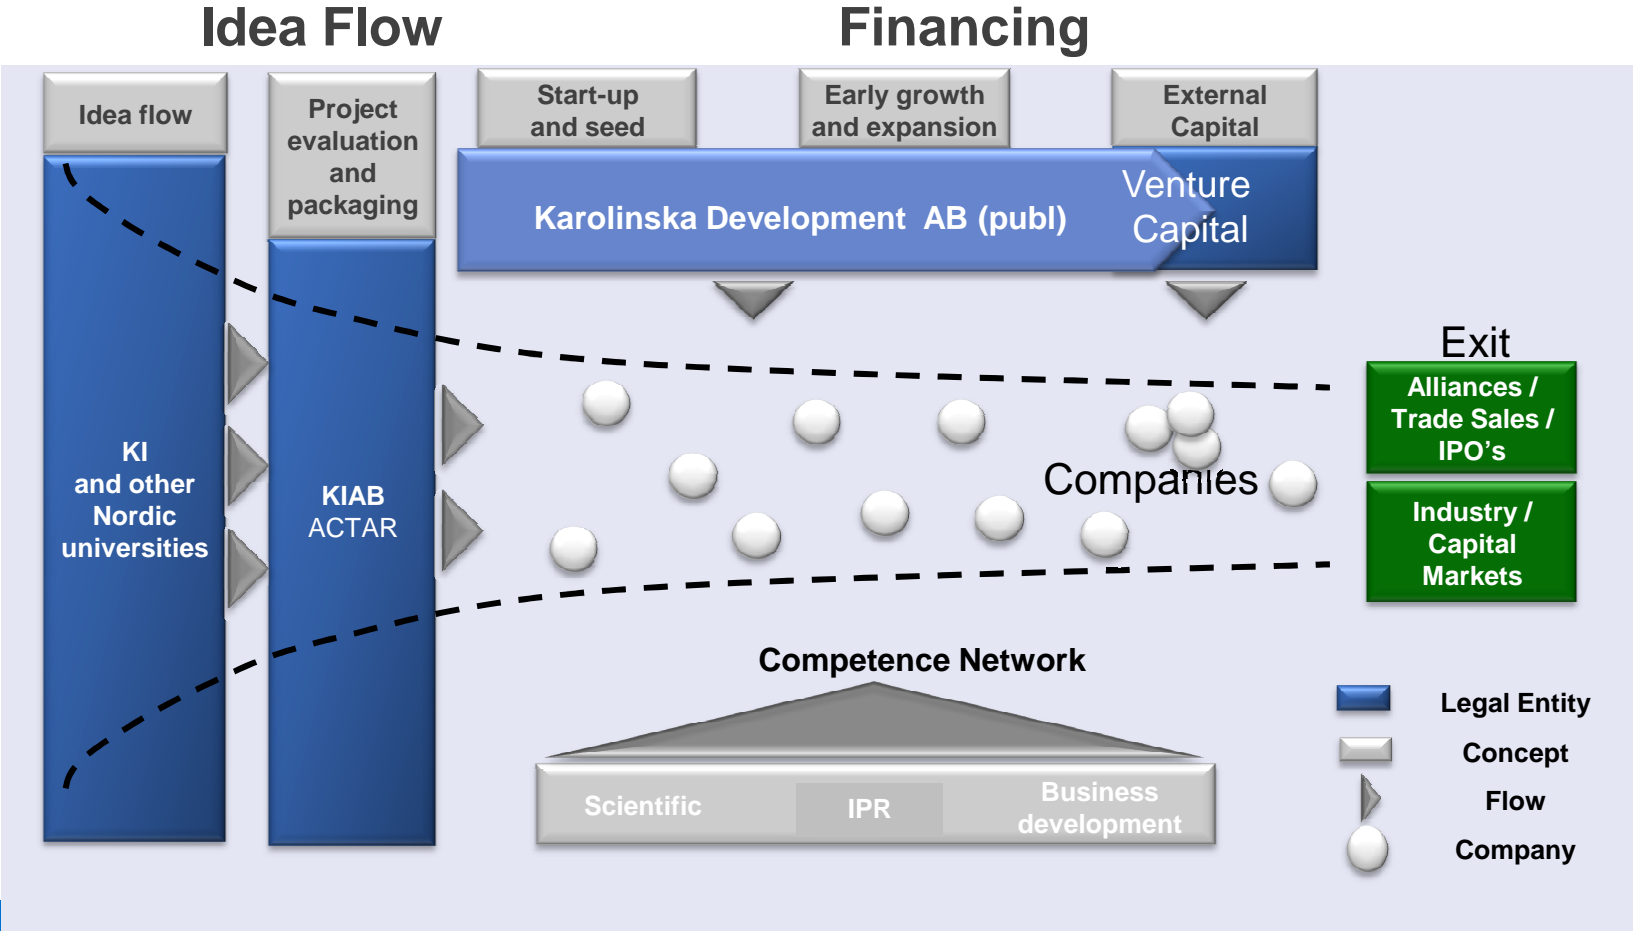 Idea Flow
Financing
Idea flow
Project
evaluation
and
packaging
Start-up
and seed
Early growth
and expansion
External
Capital
Karolinska Development  AB (publ)
Venture
Capital
KI
and other
Nordic
universities
KIAB
ACTAR
Companies
Exit
Alliances /
Trade Sales /
IPO's
Industry /
Capital
Markets
Competence Network
Scientific
IPR
Business
development
Legal Entity
Concept
Flow
Company